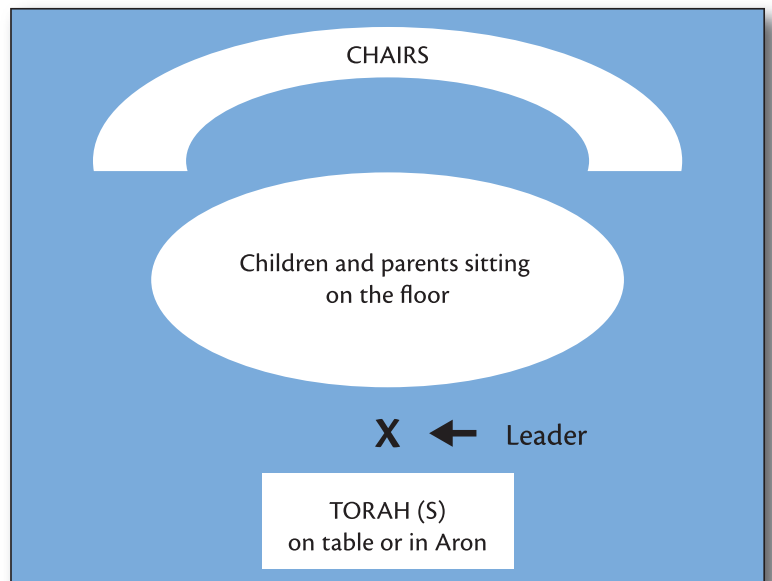 CHAIRS
Children and parents sitting
on the floor
X
Leader
TORAH (S)
on table or in Aron